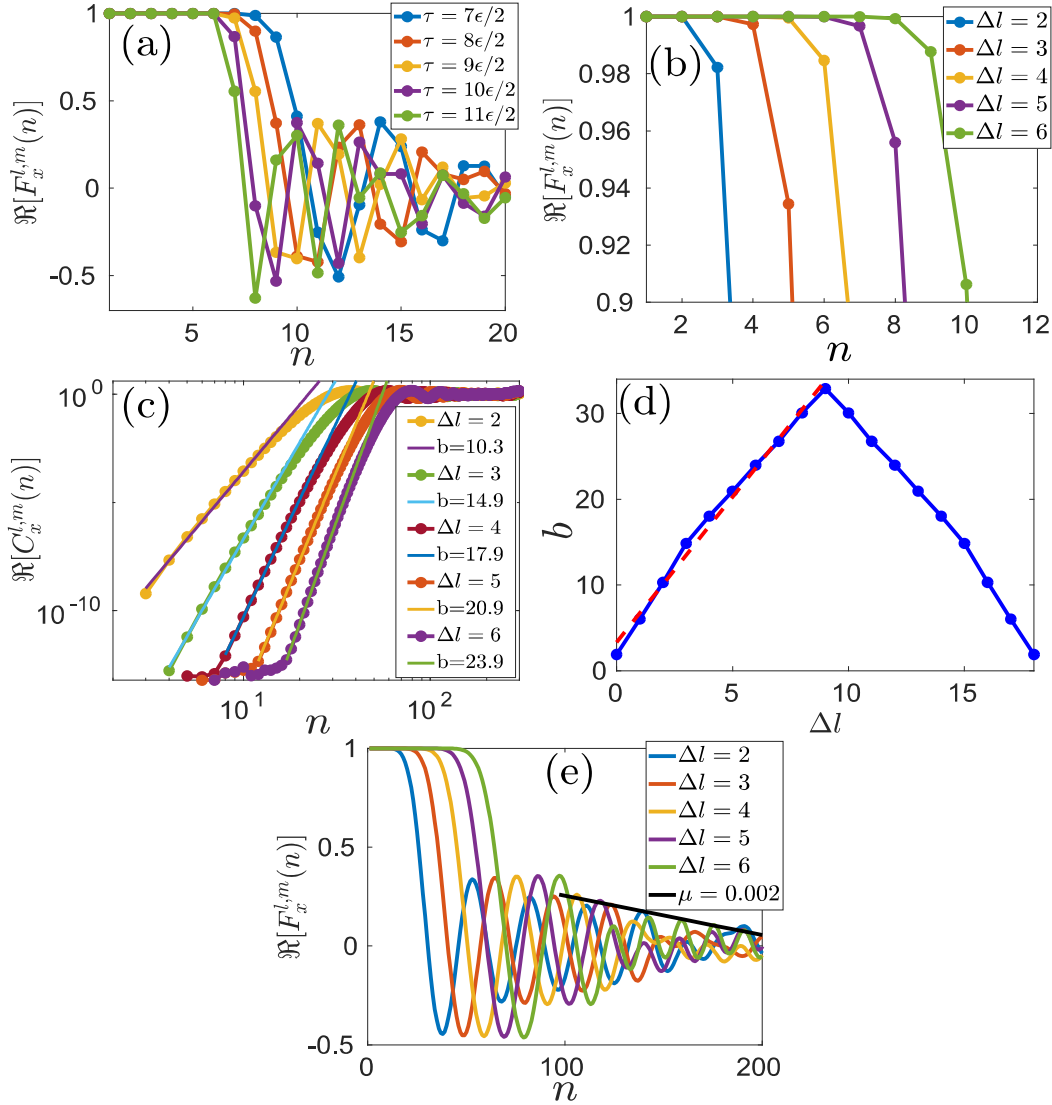 (a)
τ = 7ϵ/2
τ = 8ϵ/2
τ = 9ϵ/2
τ = 10ϵ/2
τ = 11ϵ/2
1
0.5
0
-0.5
5
10
15
20
n
ℜ[F_x^{l,m}(n)]
(b)
Δl = 2
Δl = 3
Δl = 4
Δl = 5
Δl = 6
1
0.98
0.96
0.94
0.92
0.9
2
4
6
8
10
12
n
ℜ[F_x^{l,m}(n)]
(c)
Δl = 2
b=10.3
Δl = 3
b=14.9
Δl = 4
b=17.9
Δl = 5
b=20.9
Δl = 6
b=23.9
10^0
10^{-10}
10^1
10^2
n
ℜ[C_x^{l,m}(n)]
(d)
30
20
10
0
0
5
10
15
Δl
b
(e)
Δl = 2
Δl = 3
Δl = 4
Δl = 5
Δl = 6
μ = 0.002
1
0.5
0
-0.5
0
100
200
n
ℜ[F_x^{l,m}(n)]